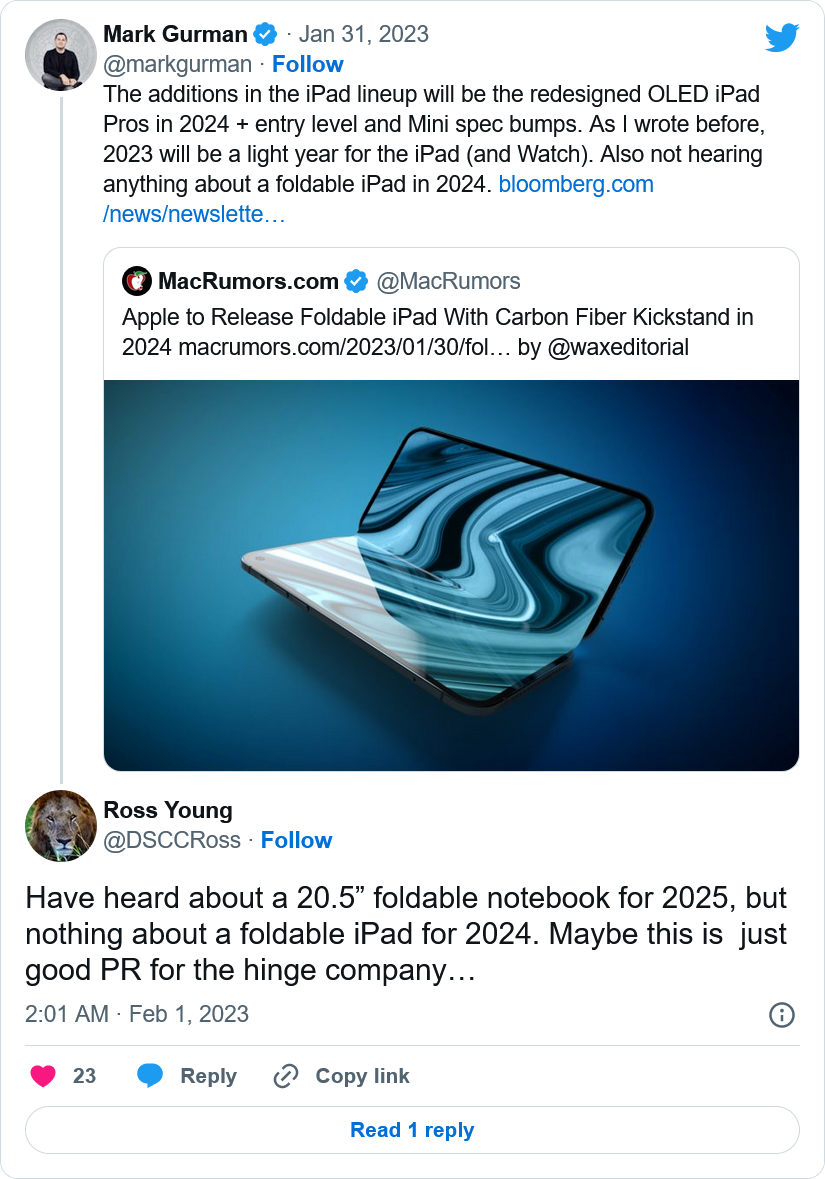 Mark Gurman · Jan 31, 2023
@markgurman · Follow
The additions in the iPad lineup will be the redesigned OLED iPad
Pros in 2024 + entry level and Mini spec bumps. As I wrote before,
2023 will be a light year for the iPad (and Watch). Also not hearing
anything about a foldable iPad in 2024. bloomberg.com
/news/newslette…
MacRumors.com @MacRumors
Apple to Release Foldable iPad With Carbon Fiber Kickstand in
2024 macrumors.com/2023/01/30/fol… by @waxeditorial
Ross Young
@DSCCRoss · Follow
Have heard about a 20.5” foldable notebook for 2025, but
nothing about a foldable iPad for 2024. Maybe this is  just
good PR for the hinge company…
2:01 AM · Feb 1, 2023
23 Reply Copy link
Read 1 reply